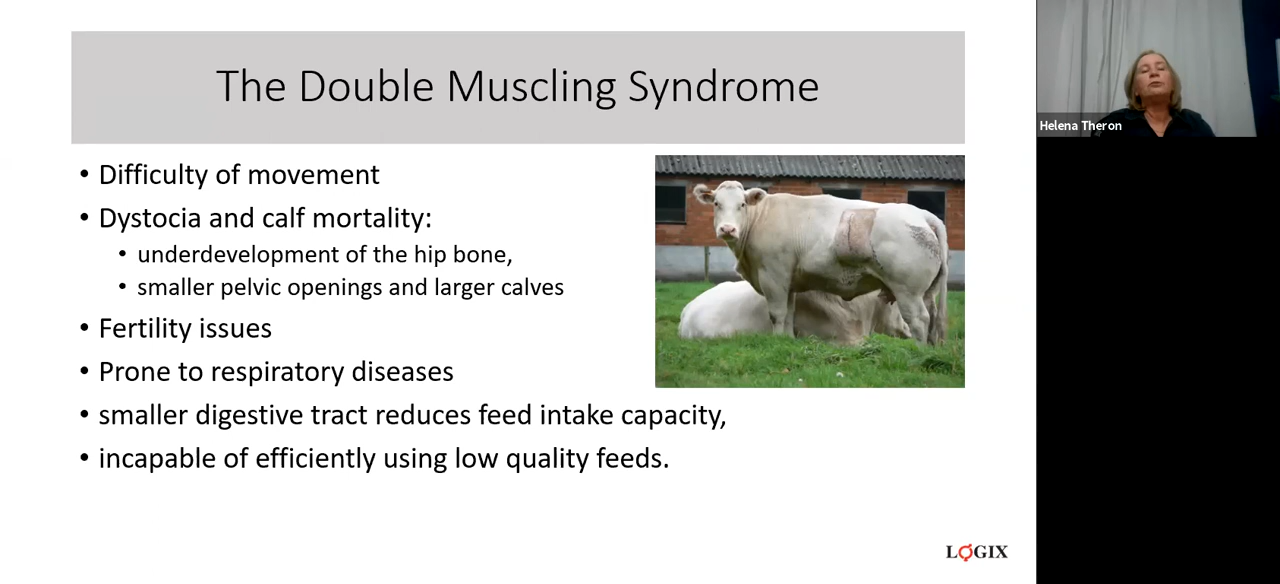 The Double Muscling Syndrome
• Difficulty of movement
• Dystocia and calf mortality:
• underdevelopment of the hip bone,
• smaller pelvic openings and larger calves
• Fertility issues
• Prone to respiratory diseases
• smaller digestive tract reduces feed intake capacity,
• incapable of efficiently using low quality feeds.
LOGIX
Helena Theron